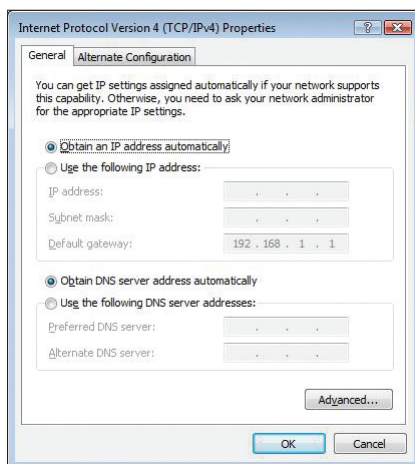 Internet Protocol Version 4 (TCP/IPv4) Properties
General
Alternate Configuration
You can get IP settings assigned automatically if your network supports
this capability. Otherwise, you need to ask your network administrator
for the appropriate IP settings.
Obtain an IP address automatically
Use the following IP address:
IP address:
. . .
Subnet mask:
. . .
Default gateway:
192 . 168 . 1 . 1
Obtain DNS server address automatically
Use the following DNS server addresses:
Preferred DNS server:
. . .
Alternate DNS server:
. . .
Advanced...
OK
Cancel